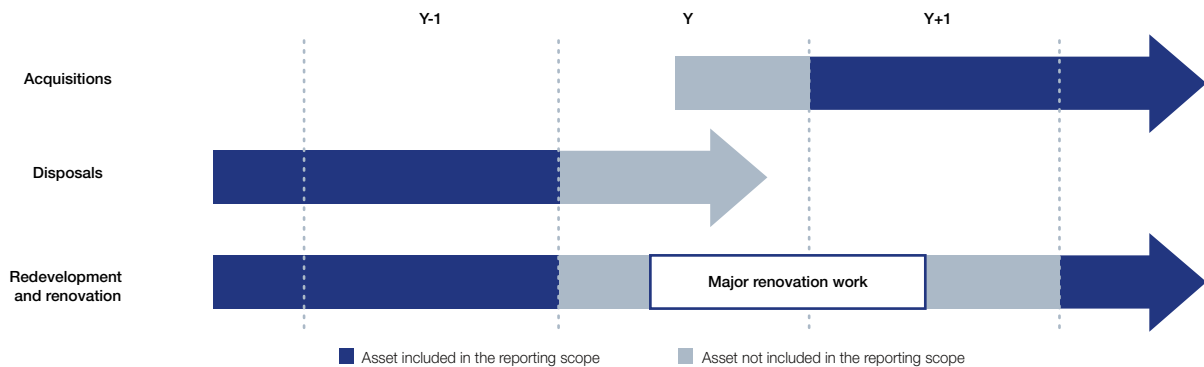 Y-1
Y
Y+1
Acquisitions
Disposals
Redevelopment
and renovation
Major renovation work
Asset included in the reporting scope
Asset not included in the reporting scope